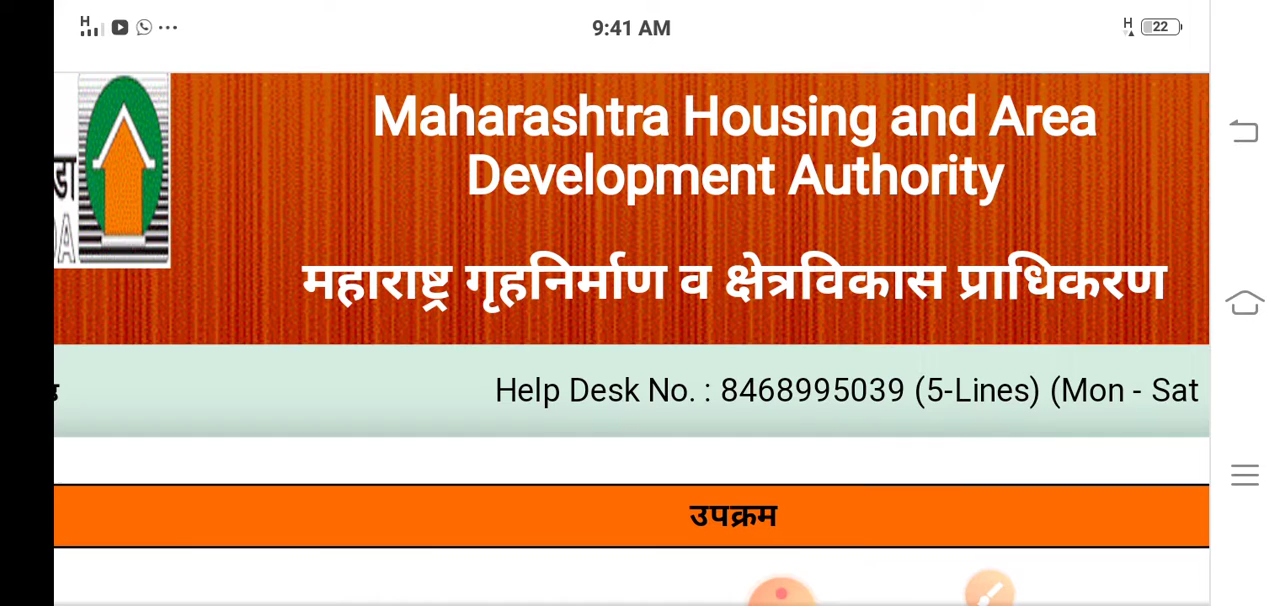 H 9:41 AM H 22
Maharashtra Housing and Area
Development Authority
महाराष्ट्र गृहनिर्माण व क्षेत्रविकास प्राधिकरण
Help Desk No. : 8468995039 (5-Lines) (Mon - Sat
उपक्रम